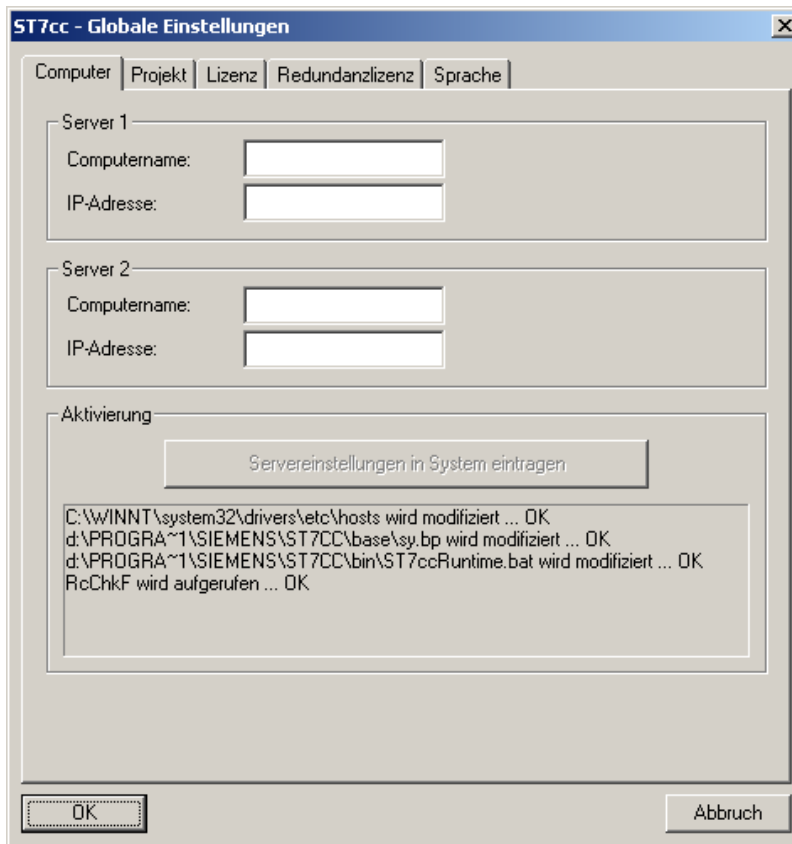 ST7cc - Globale Einstellungen
Computer Projekt Lizenz Redundanzlizenz Sprache
Server 1
Computername:
IP-Adresse:
Server 2
Computername:
IP-Adresse:
Aktivierung
Servereinstellungen in System eintragen
C:\WINNT\system32\drivers\etc\hosts wird modifiziert ... OK
d:\PROGRA~1\SIEMENS\ST7CC\base\sy.bp wird modifiziert ... OK
d:\PROGRA~1\SIEMENS\ST7CC\bin\ST7ccRuntime.bat wird modifiziert ... OK
RcChkF wird aufgerufen ... OK
OK Abbruch